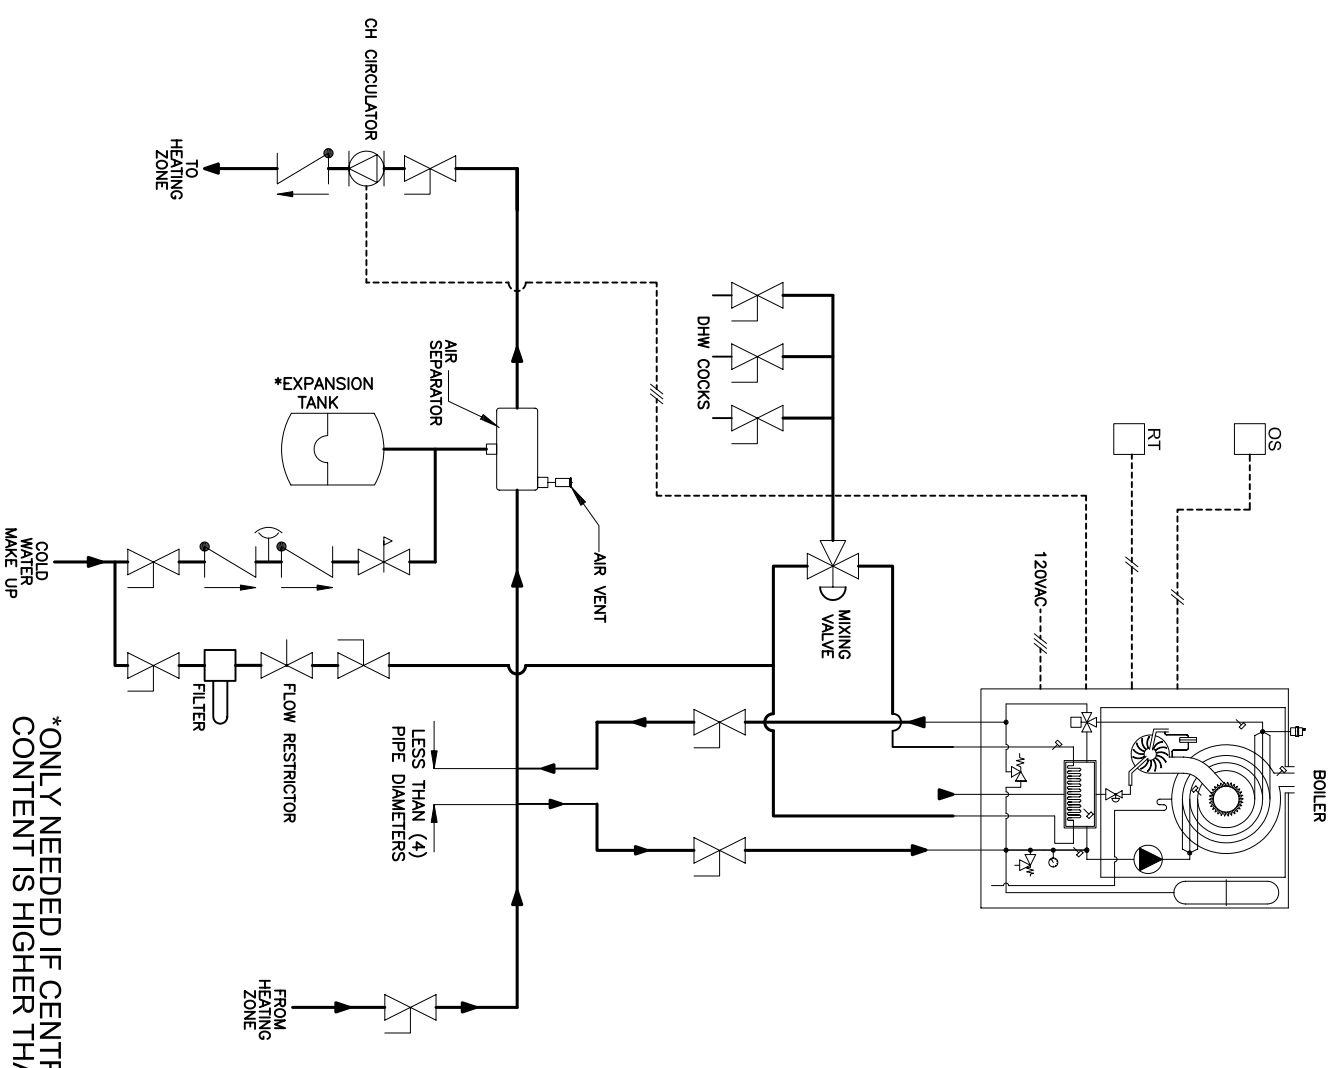 BOILER
OS
RT
120VAC
MIXING
VALVE
DHW COCKS
AIR VENT
AIR
SEPARATOR
*EXPANSION
TANK
CH CIRCULATOR
TO
HEATING
ZONE
LESS THAN (4)
PIPE DIAMETERS
FLOW RESTRICTOR
FILTER
FROM
HEATING
ZONE
COLD
WATER
MAKE UP
*ONLY NEEDED IF
CONTENT IS HIGHER